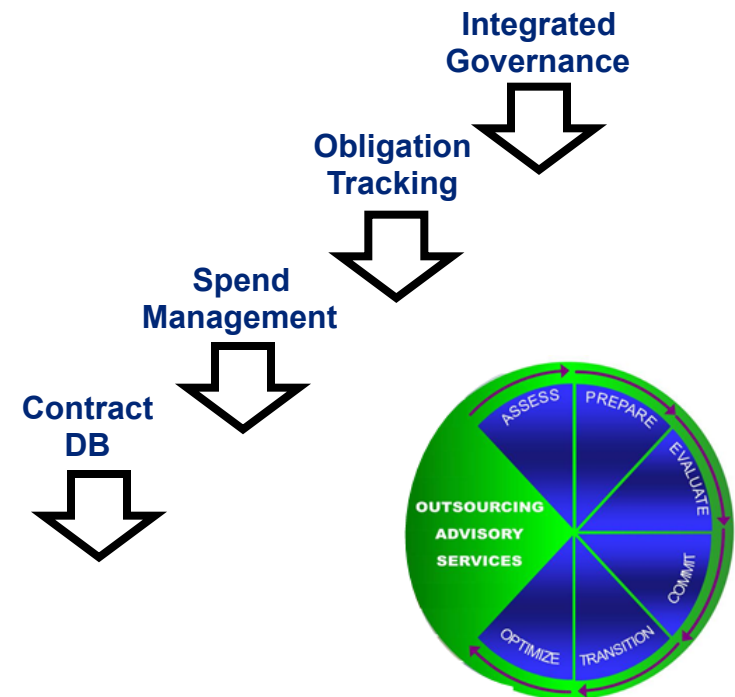 Integrated
Governance
Obligation
Tracking
Spend
Management
Contract
DB
ASSESS
PREPARE
EVALUATE
COMMIT
TRANSITION
OPTIMIZE
OUTSOURCING
ADVISORY
SERVICES